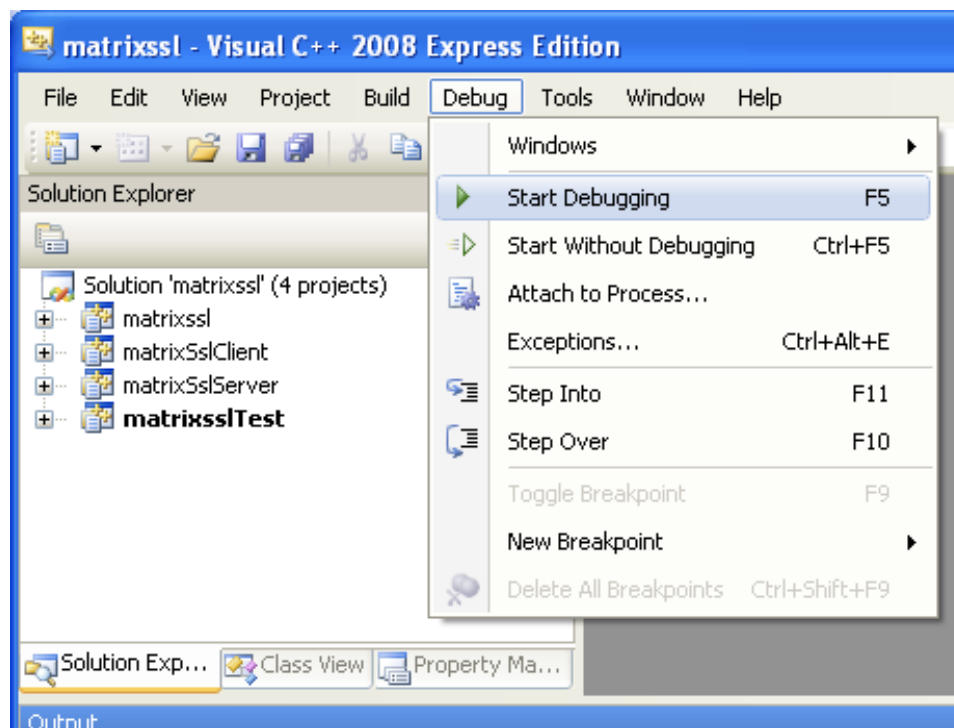 matrixssl - Visual C++ 2008 Express Edition
File Edit View Project Build Debug Tools Window Help
Solution Explorer
Solution 'matrixssl' (4 projects)
matrixssl
matrixSslClient
matrixSslServer
matrixsslTest
Windows
Start Debugging F5
Start Without Debugging Ctrl+F5
Attach to Process...
Exceptions... Ctrl+Alt+E
Step Into F11
Step Over F10
Toggle Breakpoint F9
New Breakpoint
Delete All Breakpoints Ctrl+Shift+F9
Solution Exp... Class View Property Ma...
Output